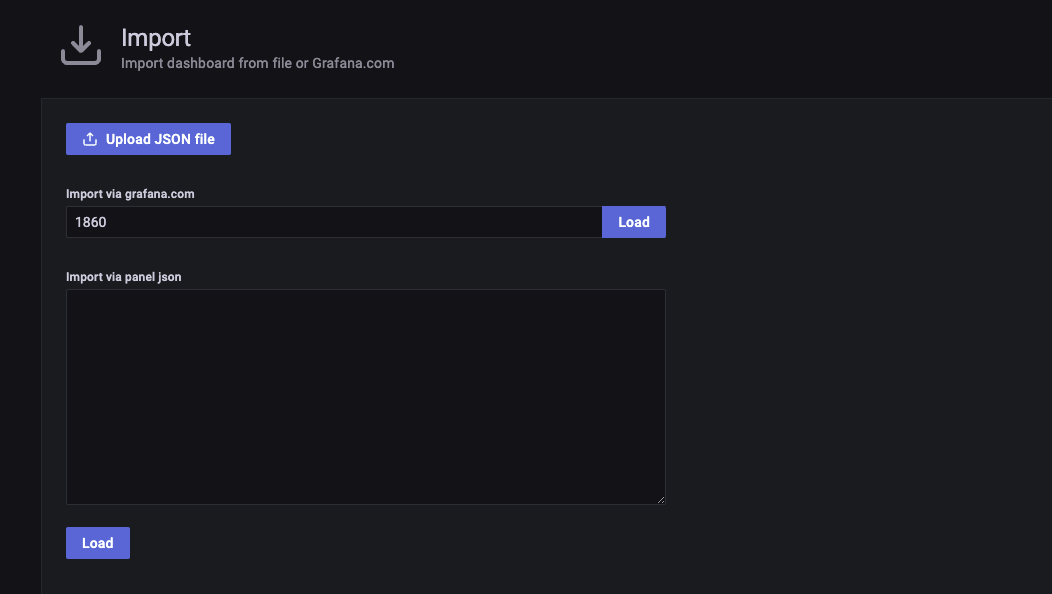 Import
Import dashboard from file or Grafana.com
Upload JSON file
Import via grafana.com
1860
Load
Import via panel json
Load